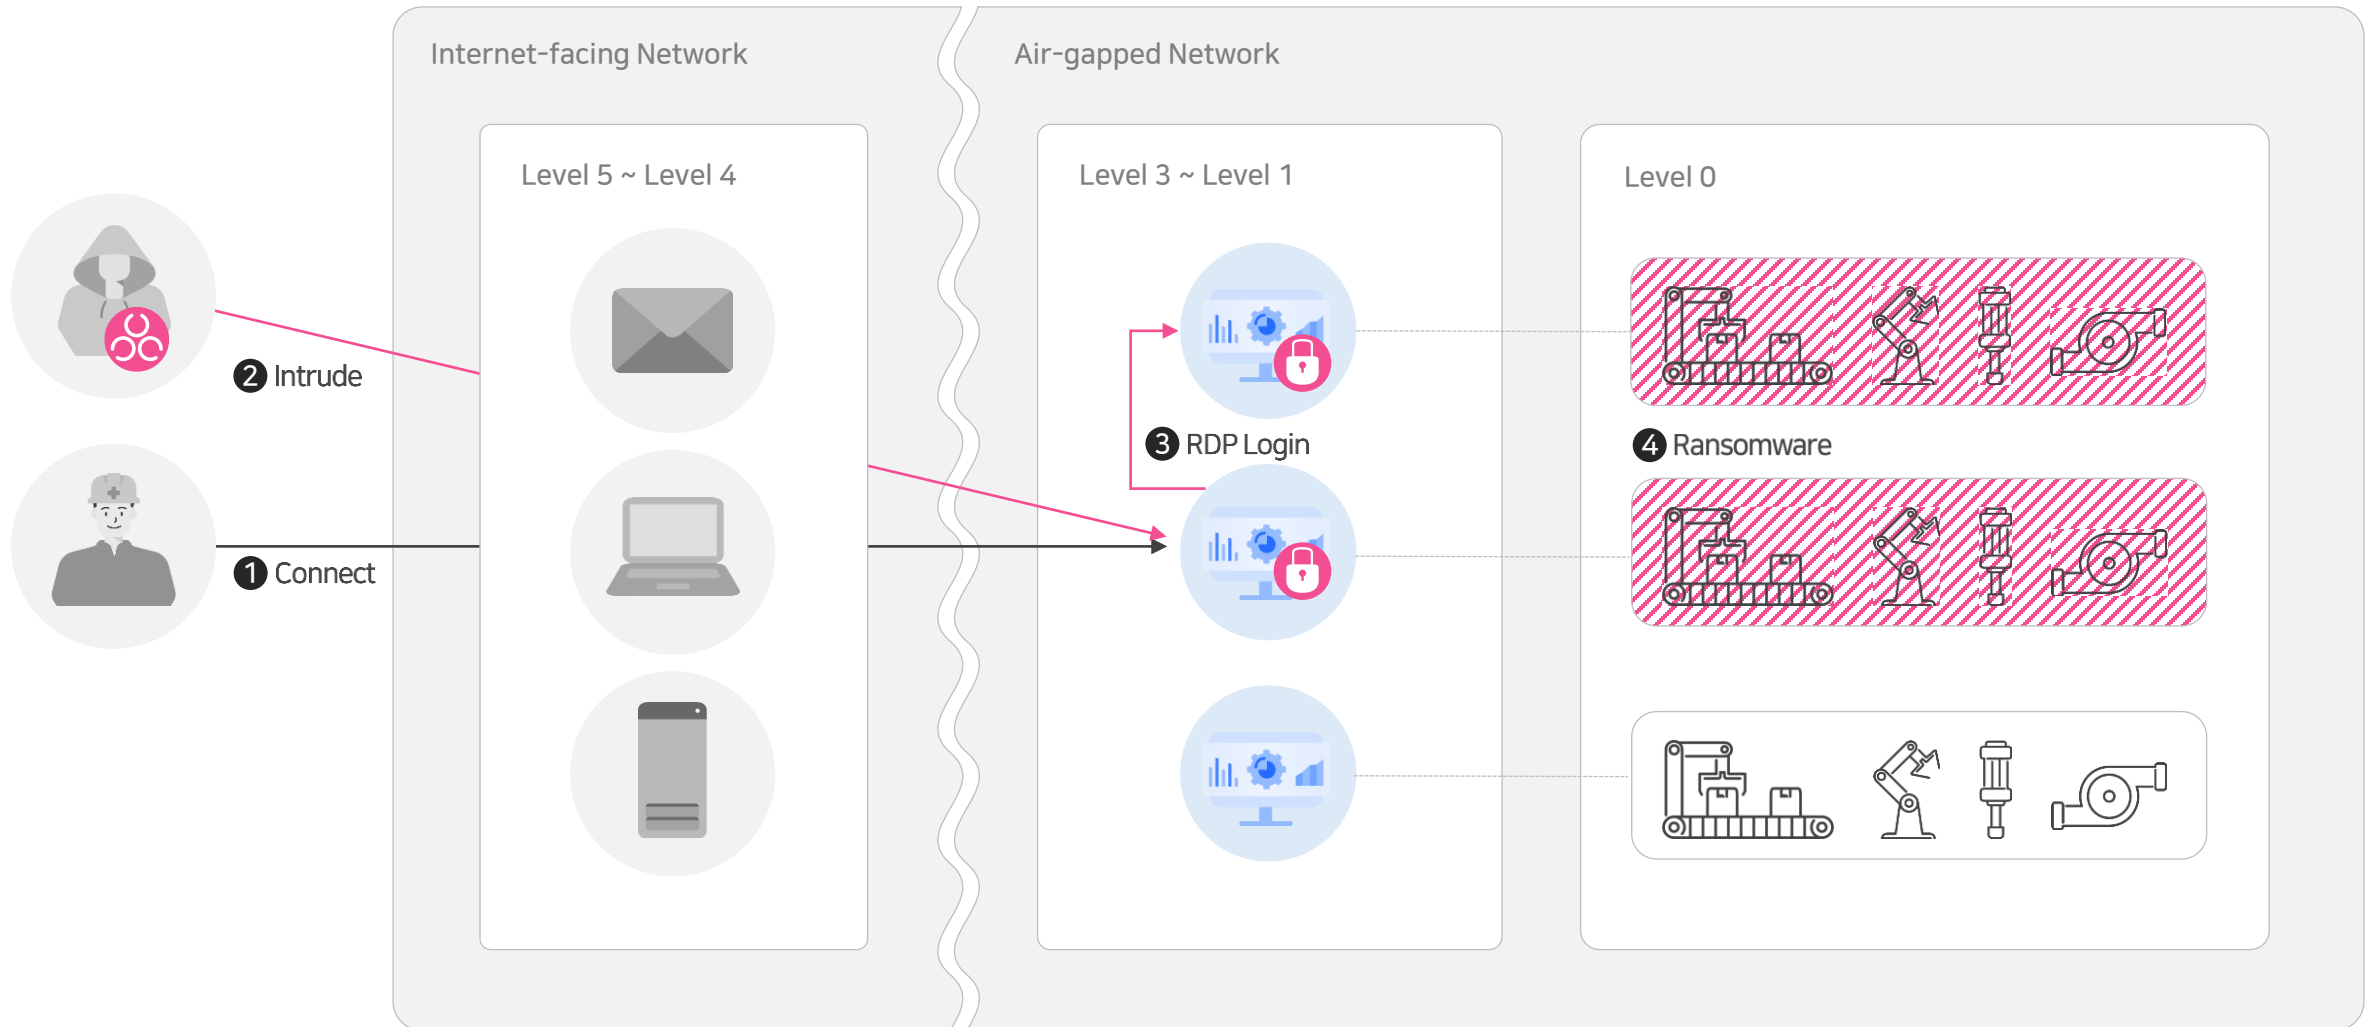 Internet-facing Network
Air-gapped Network
Level 5 ~ Level 4
Level 3 ~ Level 1
Level 0
2 Intrude
3 RDP Login
4 Ransomware
1 Connect